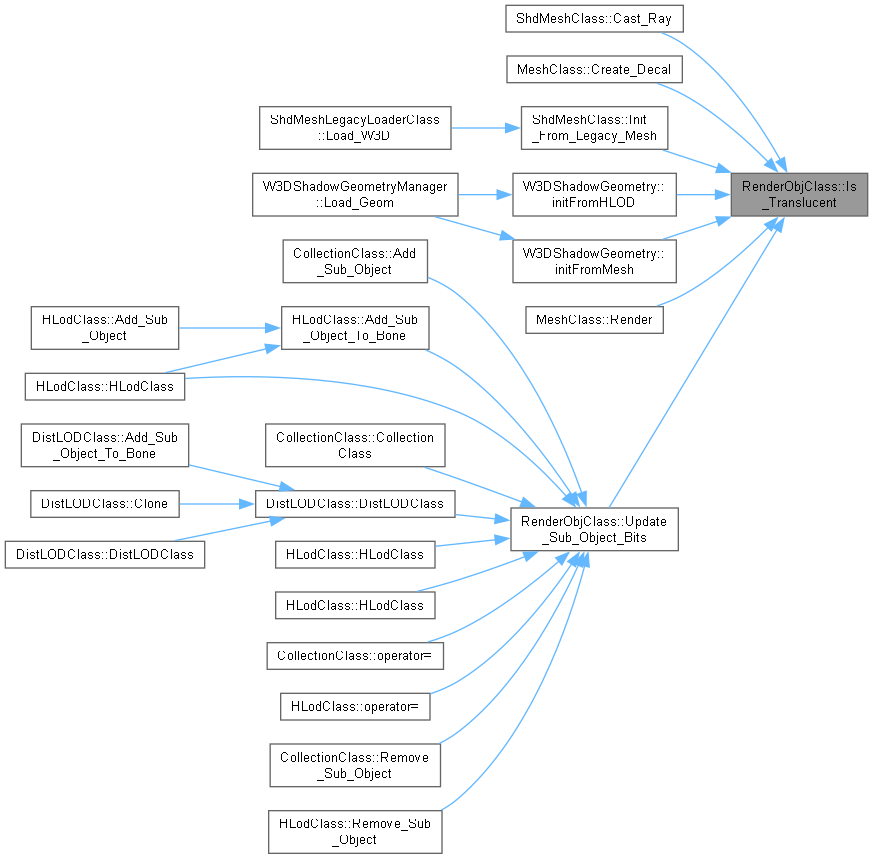 ShdMeshClass::Cast_Ray
MeshClass::Create_Decal
ShdMeshLegacyLoaderClass
::Load_W3D
ShdMeshClass::Init
_From_Legacy_Mesh
W3DShadowGeometryManager
::Load_Geom
W3DShadowGeometry::
initFromHLOD
RenderObjClass::Is
_Translucent
W3DShadowGeometry::
initFromMesh
CollectionClass::Add
_Sub_Object
MeshClass::Render
HLodClass::Add_Sub
_Object
HLodClass::Add_Sub
_Object_To_Bone
HLodClass::HLodClass
DistLODClass::Add_Sub
_Object_To_Bone
CollectionClass::Collection
Class
DistLODClass::Clone
DistLODClass::DistLODClass
RenderObjClass::Update
_Sub_Object_Bits
DistLODClass::DistLODClass
HLodClass::HLodClass
HLodClass::HLodClass
CollectionClass::operator=
HLodClass::operator=
CollectionClass::Remove
_Sub_Object
HLodClass::Remove_Sub
_Object